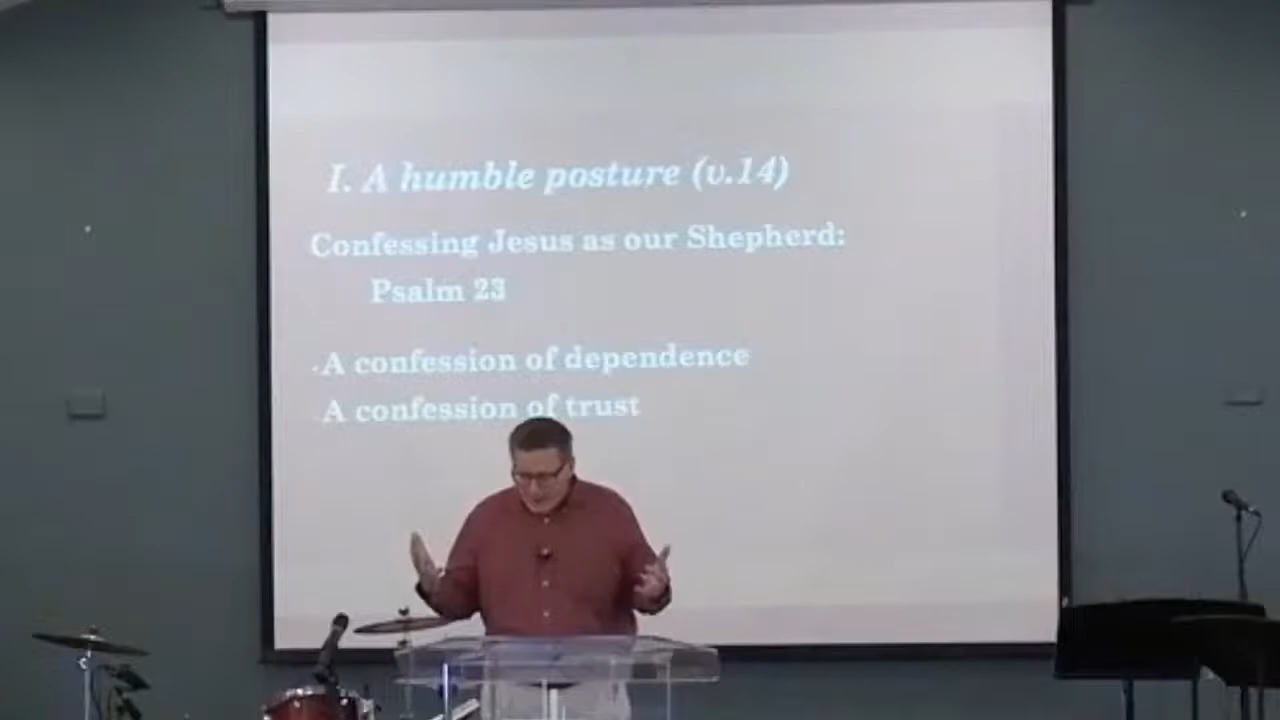 I. A humble posture (v.14)
Confessing Jesus as our Shepherd:
Psalm 23
·A confession of dependence
·A confession of trust